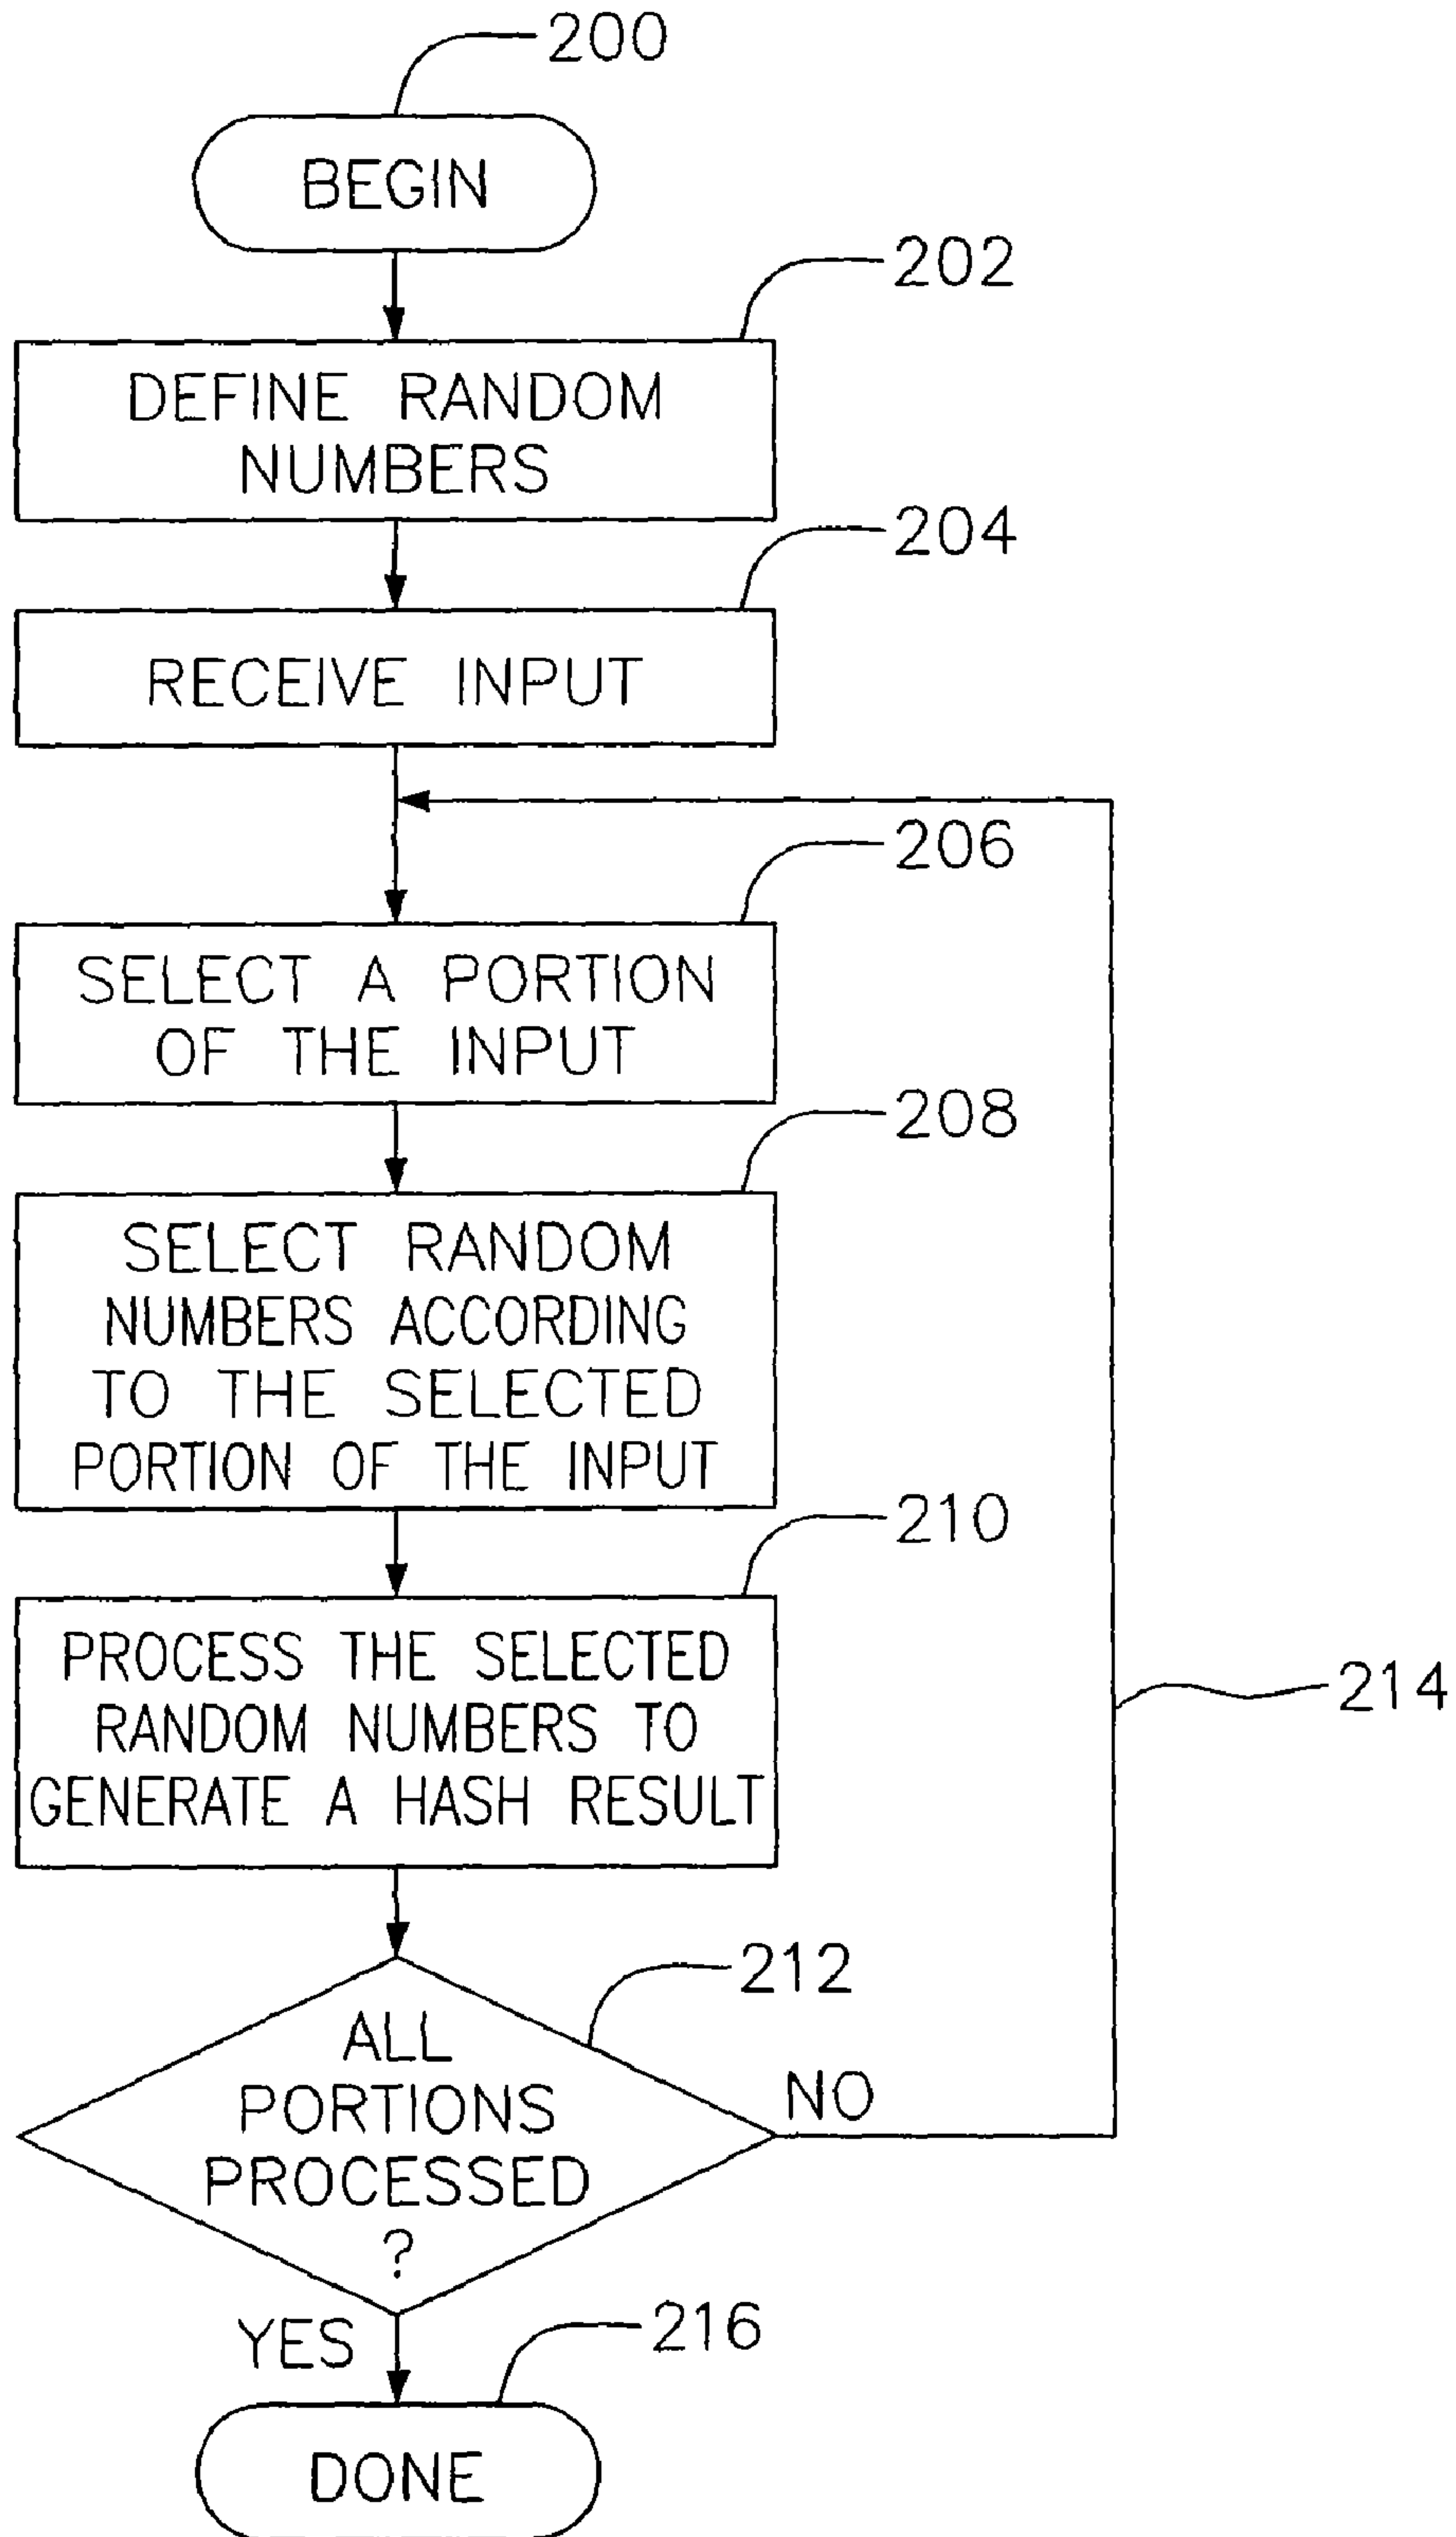 200
BEGIN
202
DEFINE RANDOM
NUMBERS
204
RECEIVE INPUT
206
SELECT A PORTION
OF THE INPUT
208
SELECT RANDOM
NUMBERS ACCORDING
TO THE SELECTED
PORTION OF THE INPUT
210
PROCESS THE SELECTED
RANDOM NUMBERS TO
GENERATE A HASH RESULT
214
212
ALL
PORTIONS
PROCESSED
?
NO
YES
216
DONE